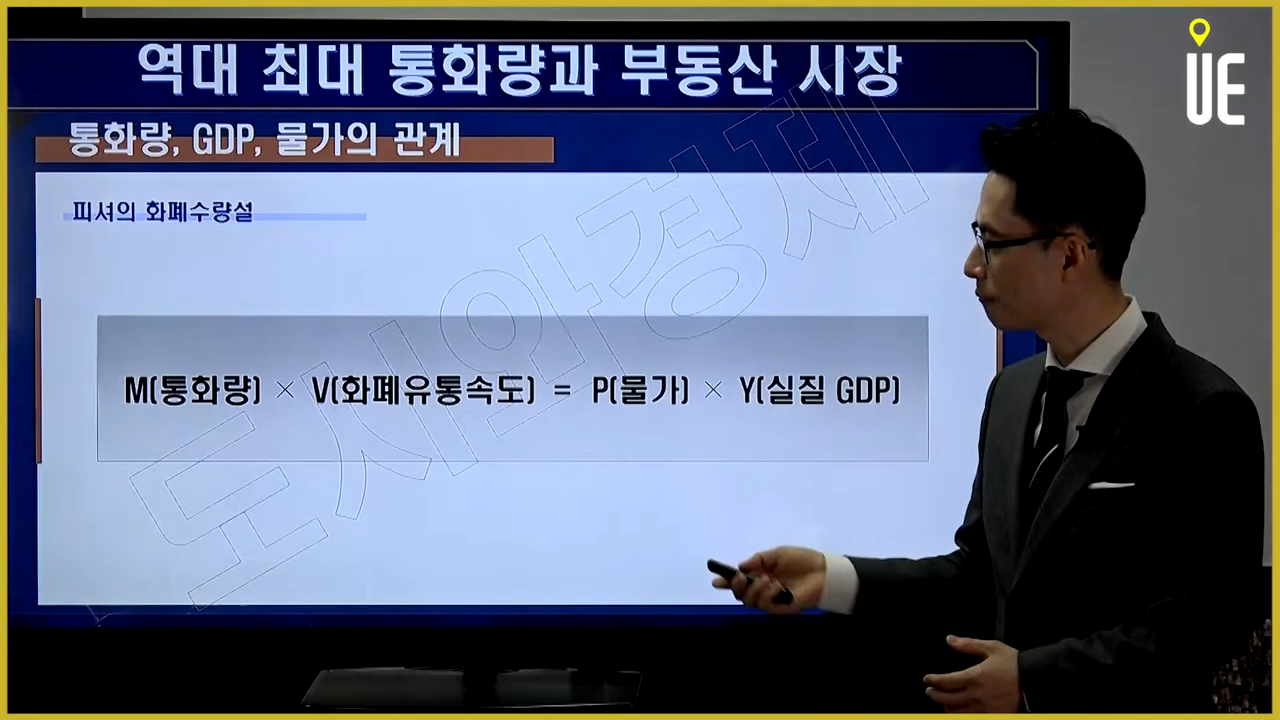 역대 최대 통화량과 부동산 시장
UE
통화량, GDP, 물가의 관계
피셔의 화폐수량설
M(통화량) × V(화폐유통속도) = P(물가) × Y(실질 GDP)
도시와경제